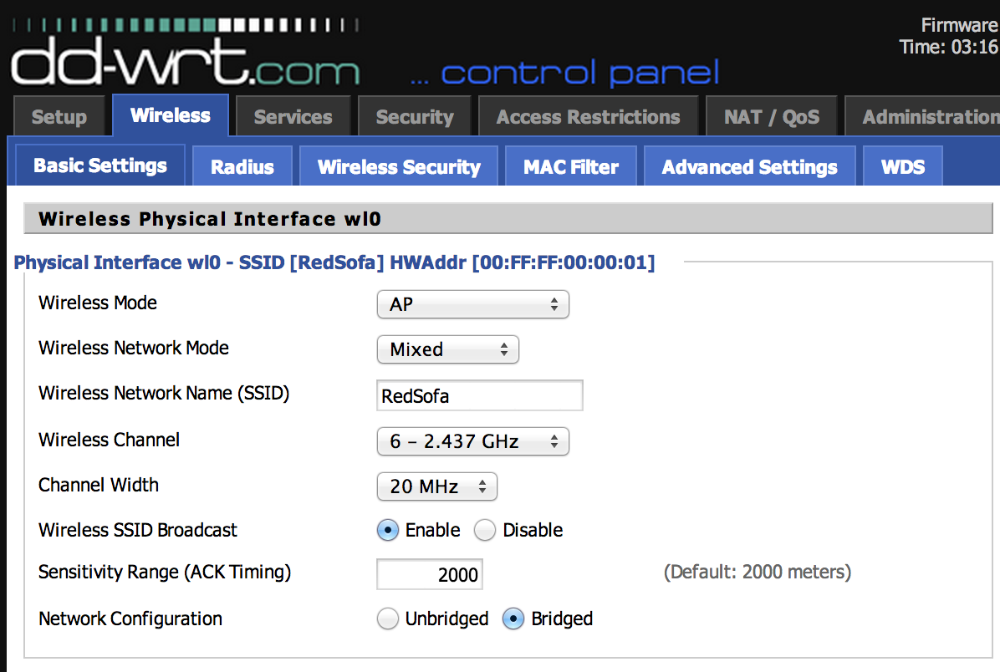 Firmware
dd-wrt.com ... control panel
Time: 03:16
Setup Wireless Services Security Access Restrictions NAT / QoS Administration
Basic Settings Radius Wireless Security MAC Filter Advanced Settings WDS
Wireless Physical Interface wl0
Physical Interface wl0 - SSID [RedSofa] HWAddr [00:FF:FF:00:00:01]
Wireless Mode AP
Wireless Network Mode Mixed
Wireless Network Name (SSID) RedSofa
Wireless Channel 6 – 2.437 GHz
Channel Width 20 MHz
Wireless SSID Broadcast Enable Disable
Sensitivity Range (ACK Timing) 2000 (Default: 2000 meters)
Network Configuration Unbridged Bridged